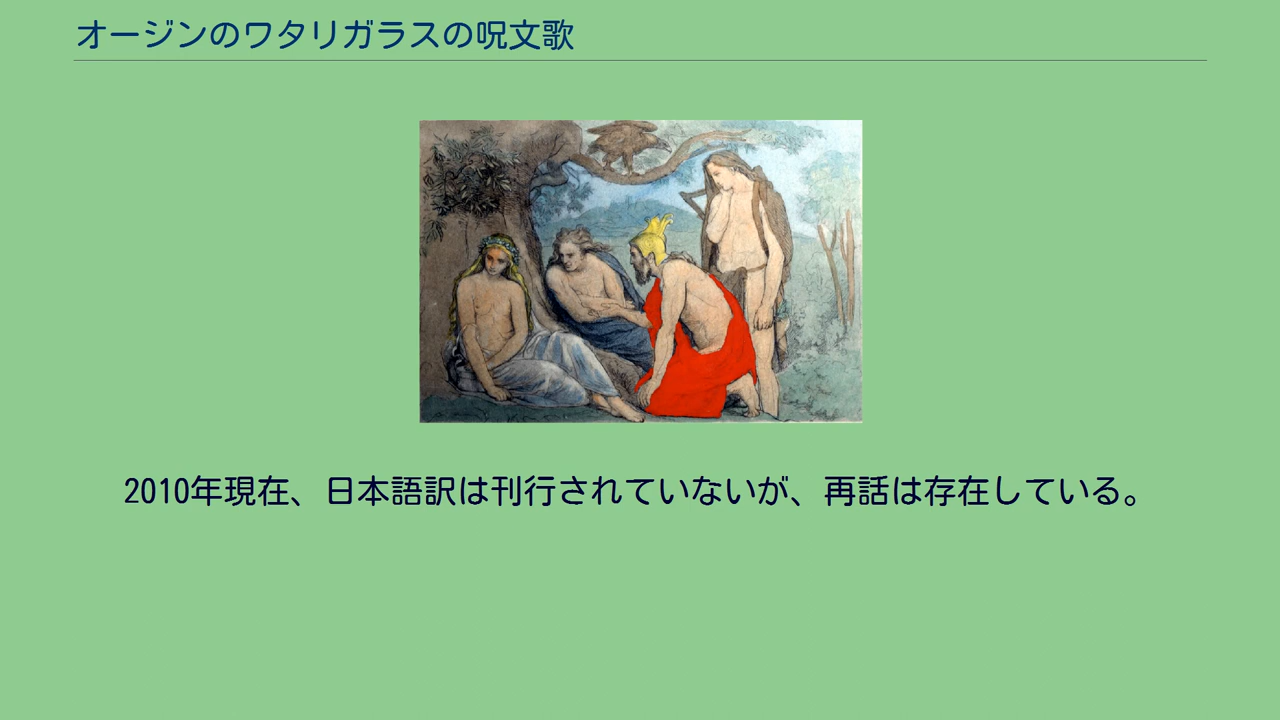 オージンのワタリガラスの呪文歌
2010年現在、日本語訳は刊行されていないが、再話は存在している。